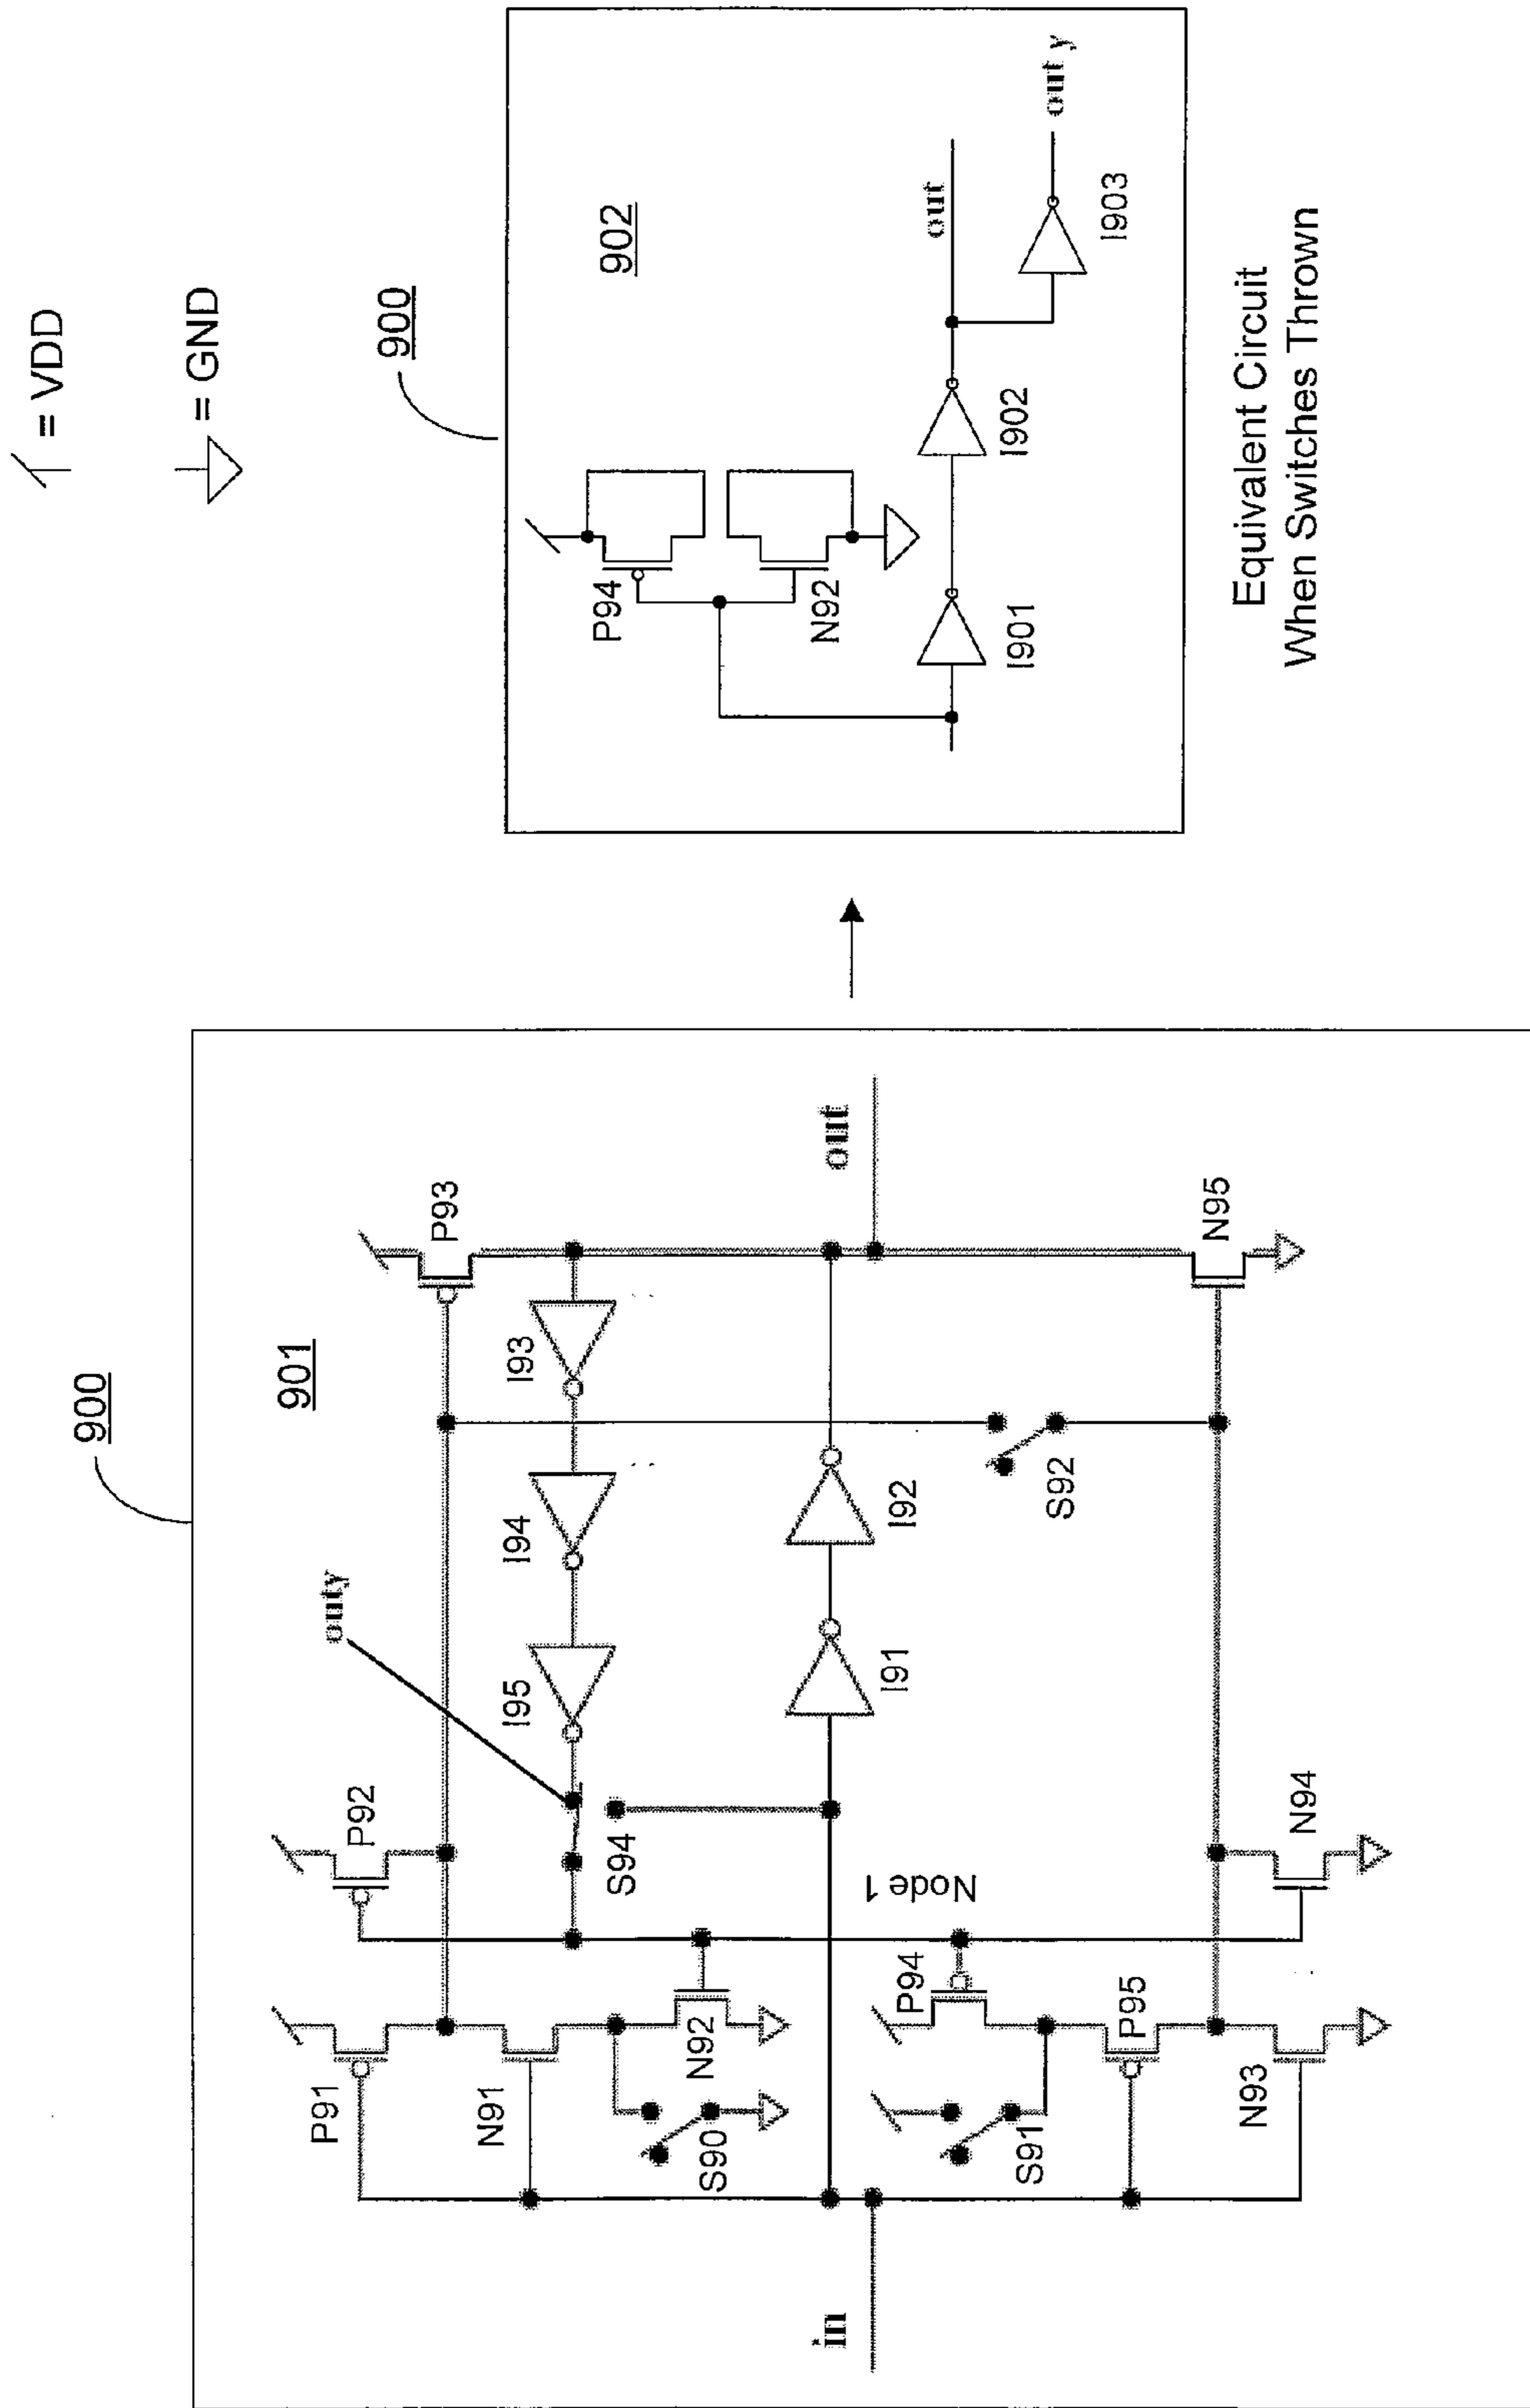 = VDD
= GND
900
901
in
out
outy
P91
P92
P93
N91
N92
I95
I94
I93
S90
S94
I91
I92
Node 1
S91
P94
P95
S92
N93
N94
N95
900
902
P94
N92
I901
I902
out
I903
out y
Equivalent Circuit
When Switches Thrown